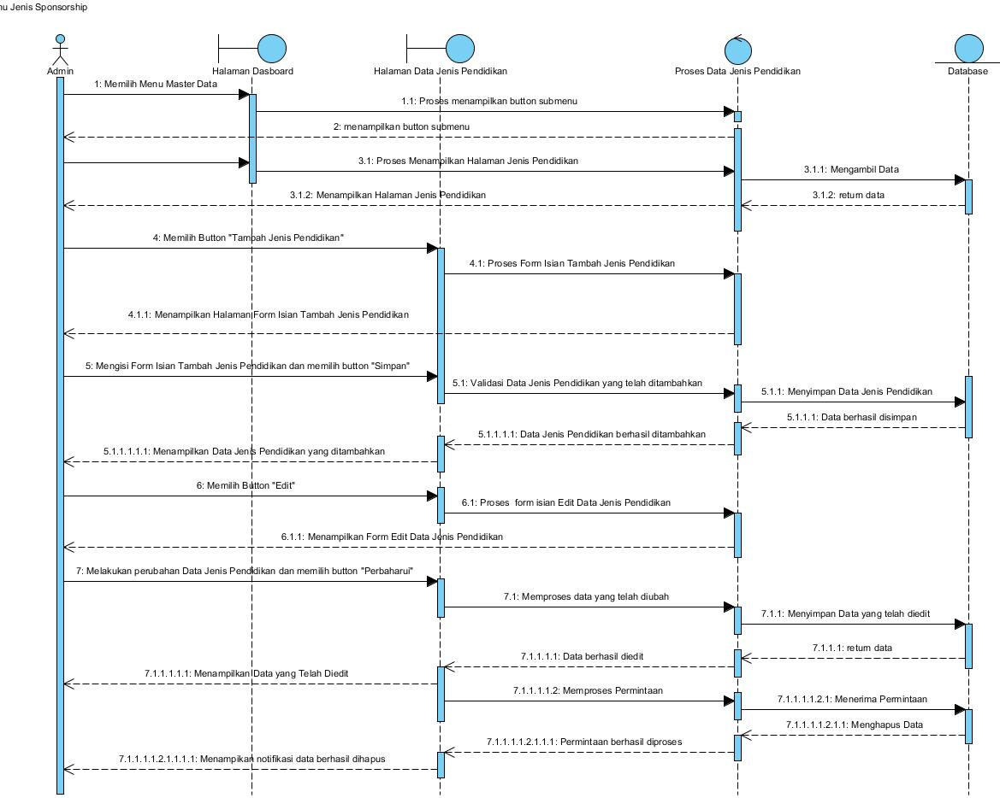 nu Jenis Sponsorship
Admin
Halaman Dasboard
Halaman Data Jenis Pendidikan
Proses Data Jenis Pendidikan
Database
1: Memilih Menu Master Data
1.1: Proses menampilkan button submenu
2: menampilkan button submenu
3.1: Proses Menampilkan Halaman Jenis Pendidikan
3.1.1: Mengambil Data
3.1.2: Menampilkan Halaman Jenis Pendidikan
3.1.2: return data
4: Memilih Button "Tambah Jenis Pendidikan"
4.1: Proses Form Isian Tambah Jenis Pendidikan
4.1.1: Menampilkan Halaman Form Isian Tambah Jenis Pendidikan
5: Mengisi Form Isian Tambah Jenis Pendidikan dan memilih button "Simpan"
5.1: Validasi Data Jenis Pendidikan yang telah ditambahkan
5.1.1: Menyimpan Data Jenis Pendidikan
5.1.1.1: Data berhasil disimpan
5.1.1.1.1: Data Jenis Pendidikan berhasil ditambahkan
5.1.1.1.1.1: Menampilkan Data Jenis Pendidikan yang ditambahkan
6: Memilih Button "Edit"
6.1: Proses  form isian Edit Data Jenis Pendidikan
6.1.1: Menampilkan Form Edit Data Jenis Pendidikan
7: Melakukan perubahan Data Jenis Pendidikan dan memilih button "Perbaharui"
7.1: Memproses data yang telah diubah
7.1.1: Menyimpan Data yang telah diedit
7.1.1.1: return data
7.1.1.1.1: Data berhasil diedit
7.1.1.1.1.1: Menampilkan Data yang Telah Diedit
7.1.1.1.1.2: Memproses Permintaan
7.1.1.1.1.2.1: Menerima Permintaan
7.1.1.1.1.2.1.1: Menghapus Data
7.1.1.1.1.2.1.1.1: Permintaan berhasil diproses
7.1.1.1.1.2.1.1.1.1: Menampikan notifikasi data berhasil dihapus